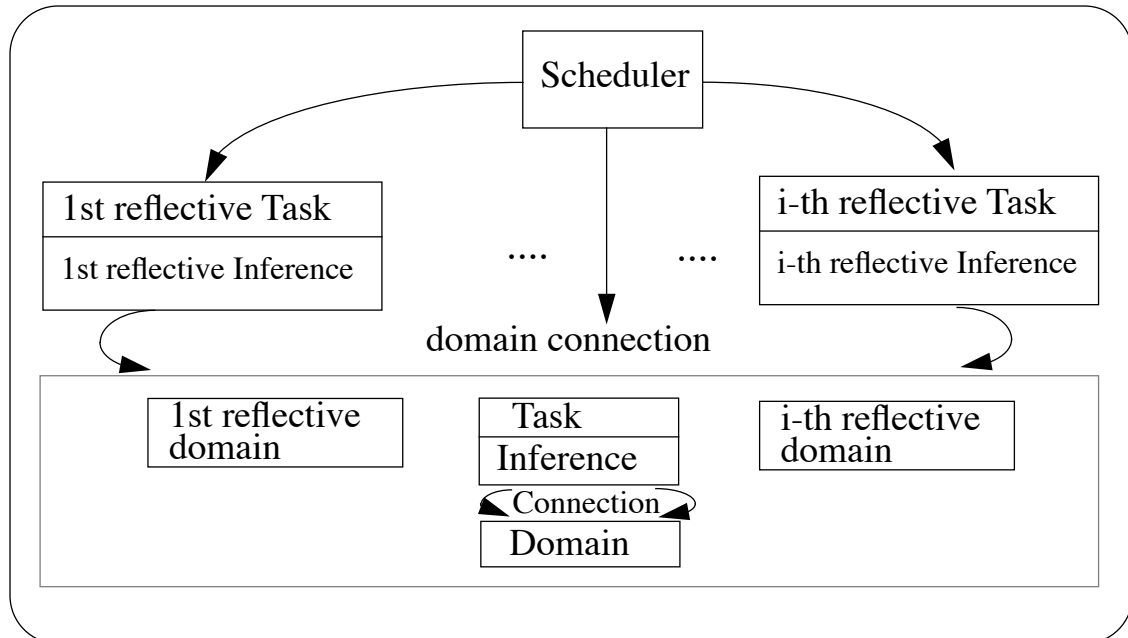 Scheduler
1st reflective Task
i-th reflective Task
1st reflective Inference
.... ....
i-th reflective Inference
domain connection
1st reflective
domain
Task
Inference
Connection
Domain
i-th reflective
domain